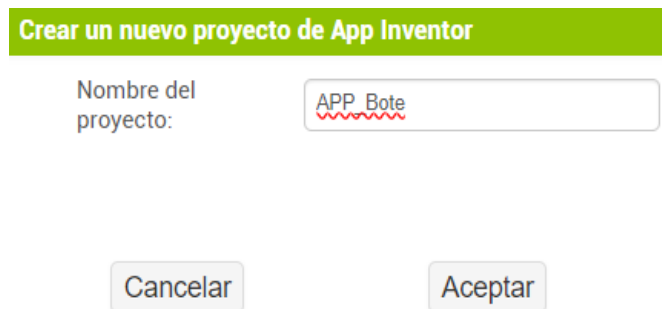 Crear un nuevo proyecto de App Inventor
Nombre del
proyecto:
APP_Bote
Cancelar
Aceptar